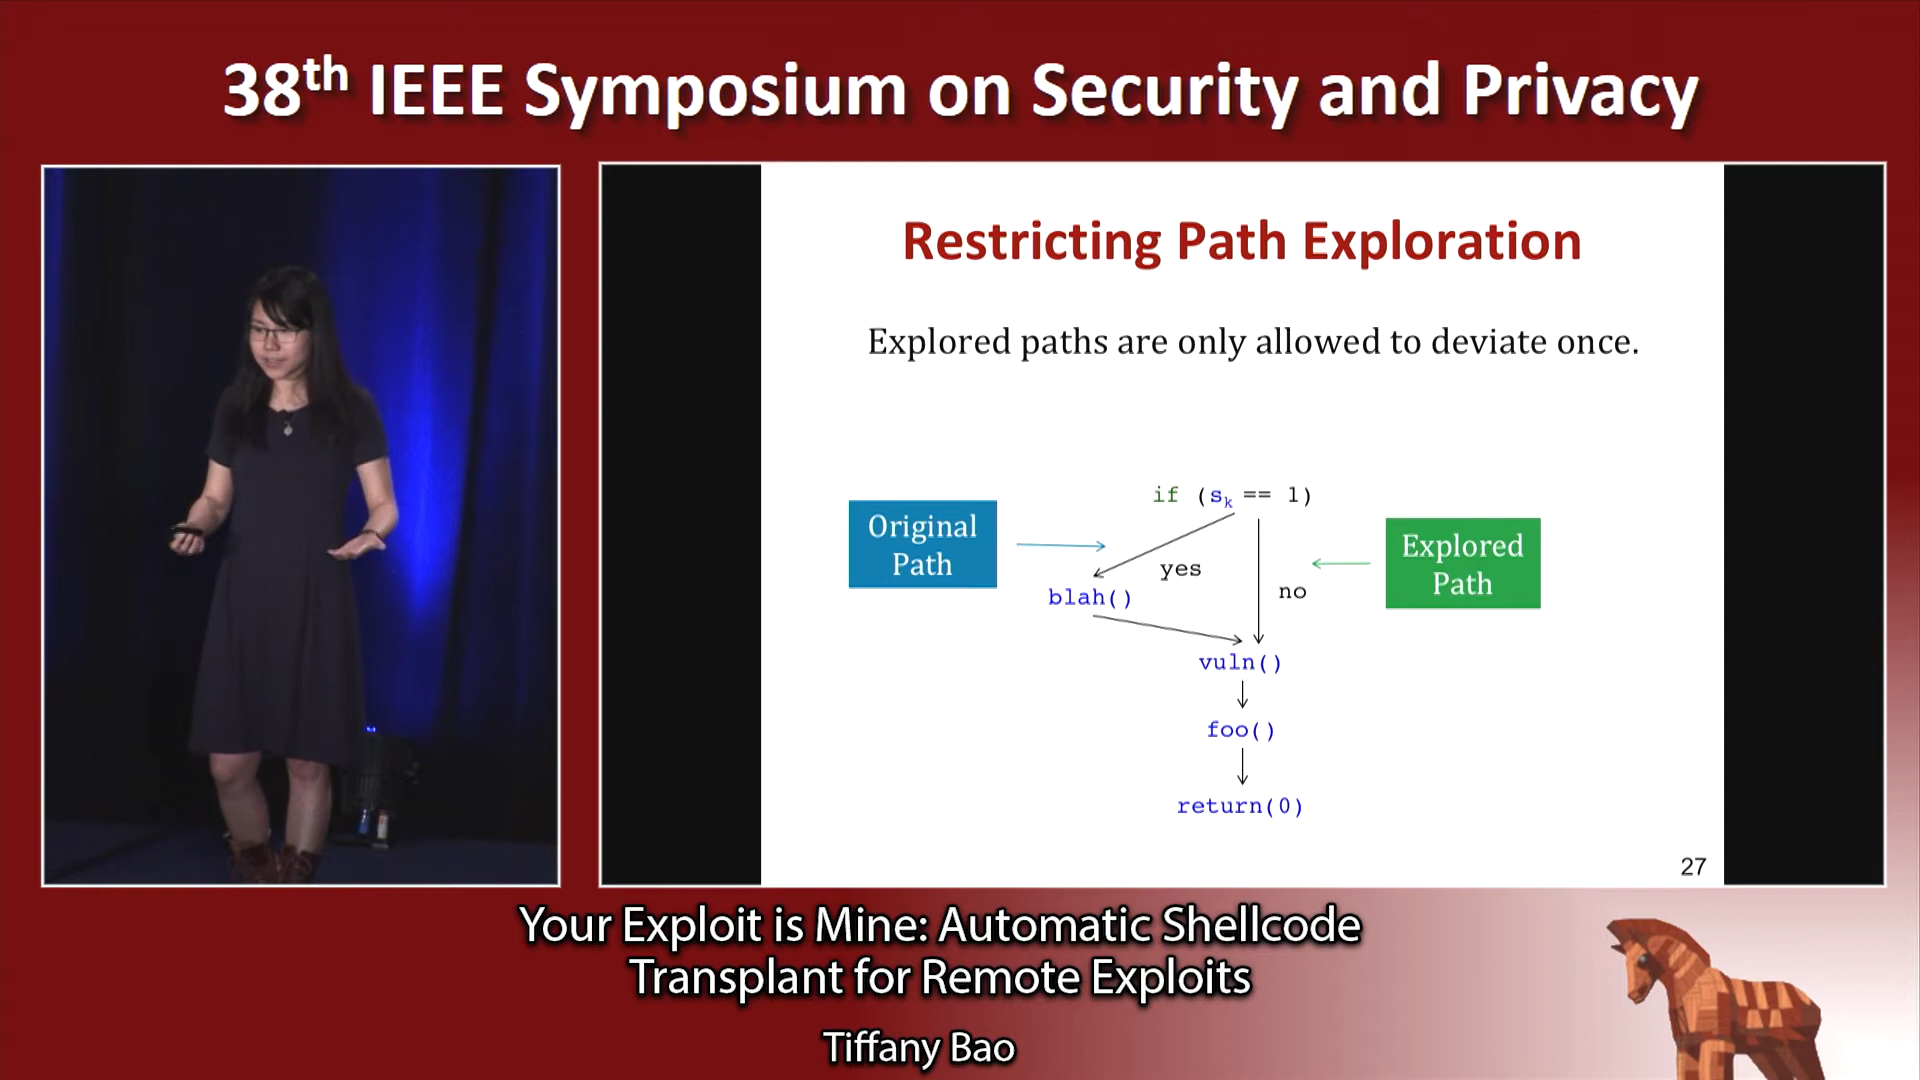 38th IEEE Symposium on Security and Privacy
Restricting Path Exploration
Explored paths are only allowed to deviate once.
if (sk == 1)
Original
Path
Explored
Path
yes
no
blah()
vuln()
foo()
return(0)
27
Your Exploit is Mine: Automatic Shellcode
Transplant for Remote Exploits
Tiffany Bao